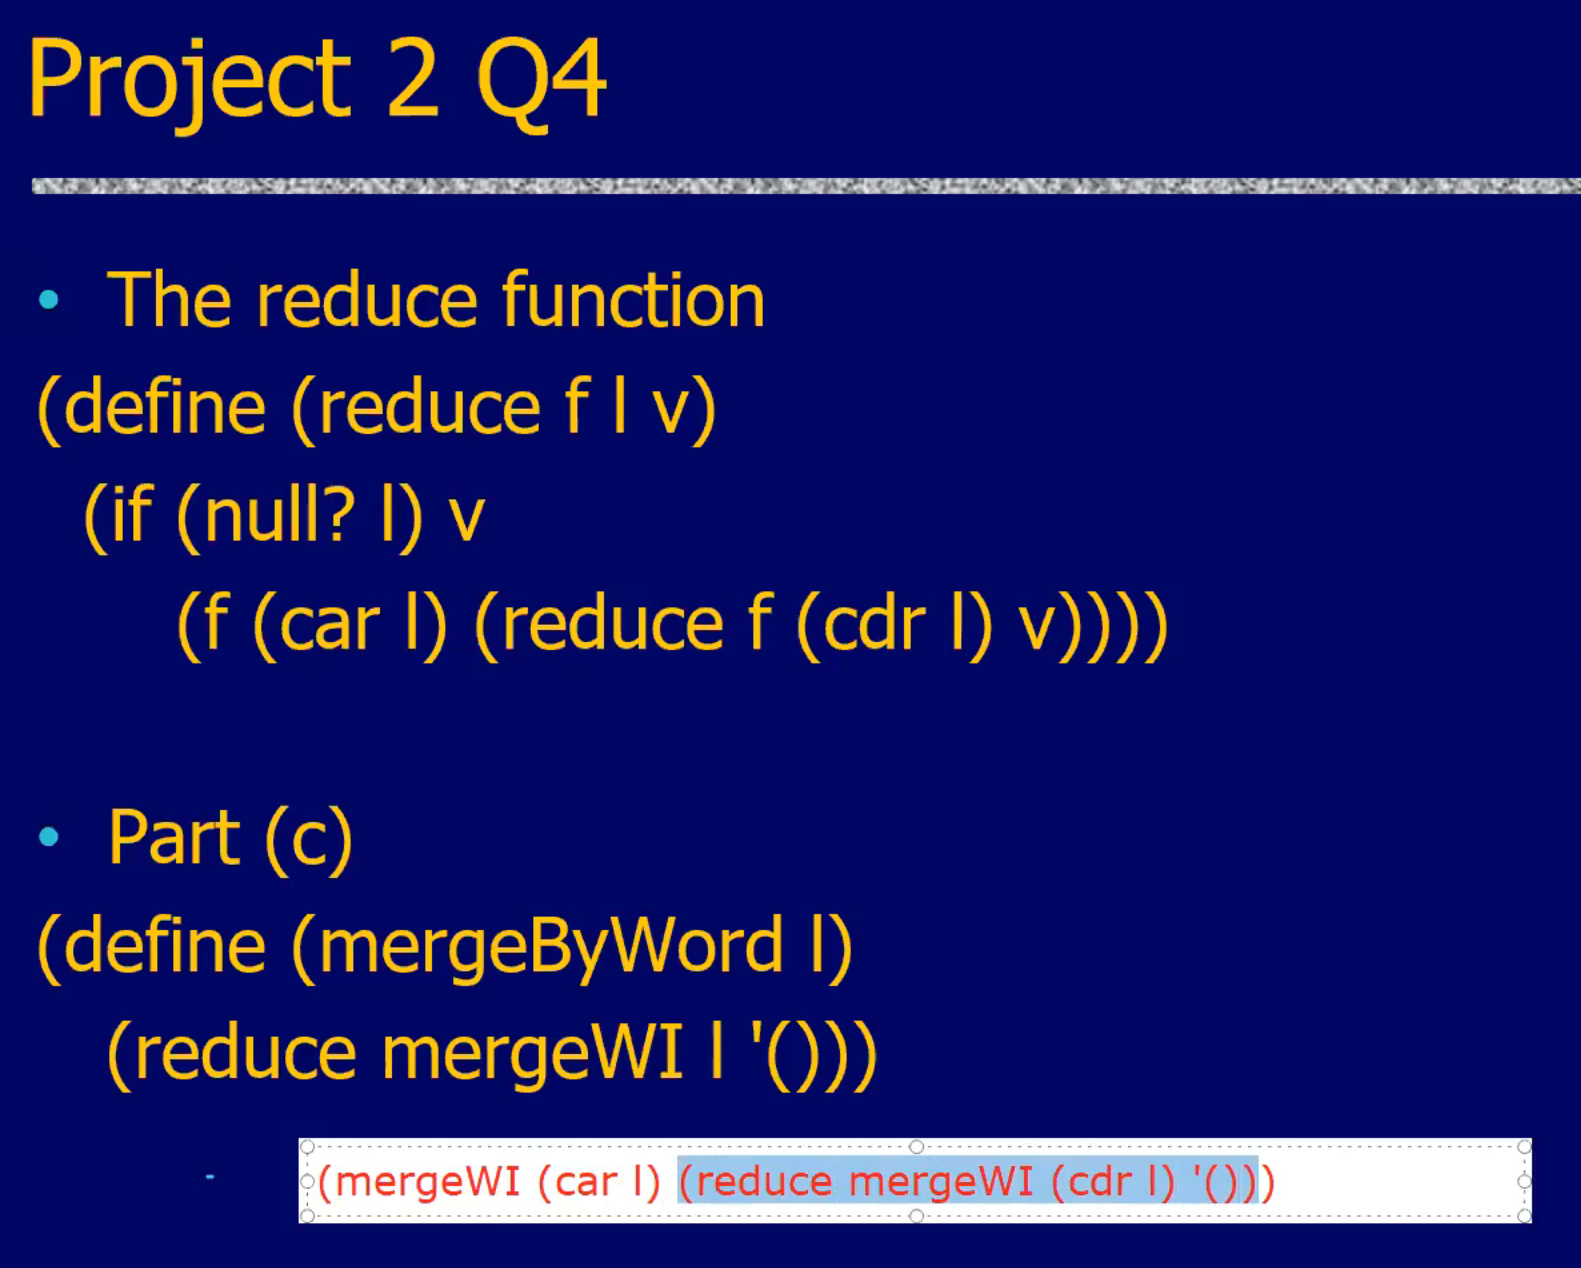 Project 2 Q4
• The reduce function
(define (reduce f l v)
(if (null? l) v
(f (car l) (reduce f (cdr l) v))))
• Part (c)
(define (mergeByWord l)
(reduce mergeWI l '()))
-
(mergeWI (car l) (reduce mergeWI (cdr l) '()))